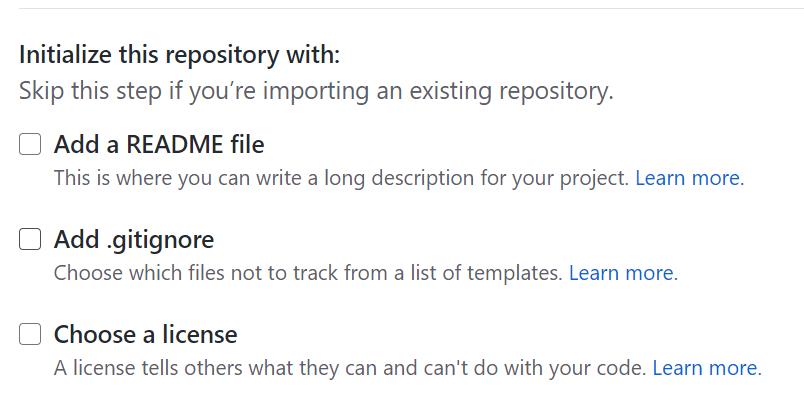 Initialize this repository with:
Skip this step if you’re importing an existing repository.
Add a README file
This is where you can write a long description for your project. Learn more.
Add .gitignore
Choose which files not to track from a list of templates. Learn more.
Choose a license
A license tells others what they can and can't do with your code. Learn more.